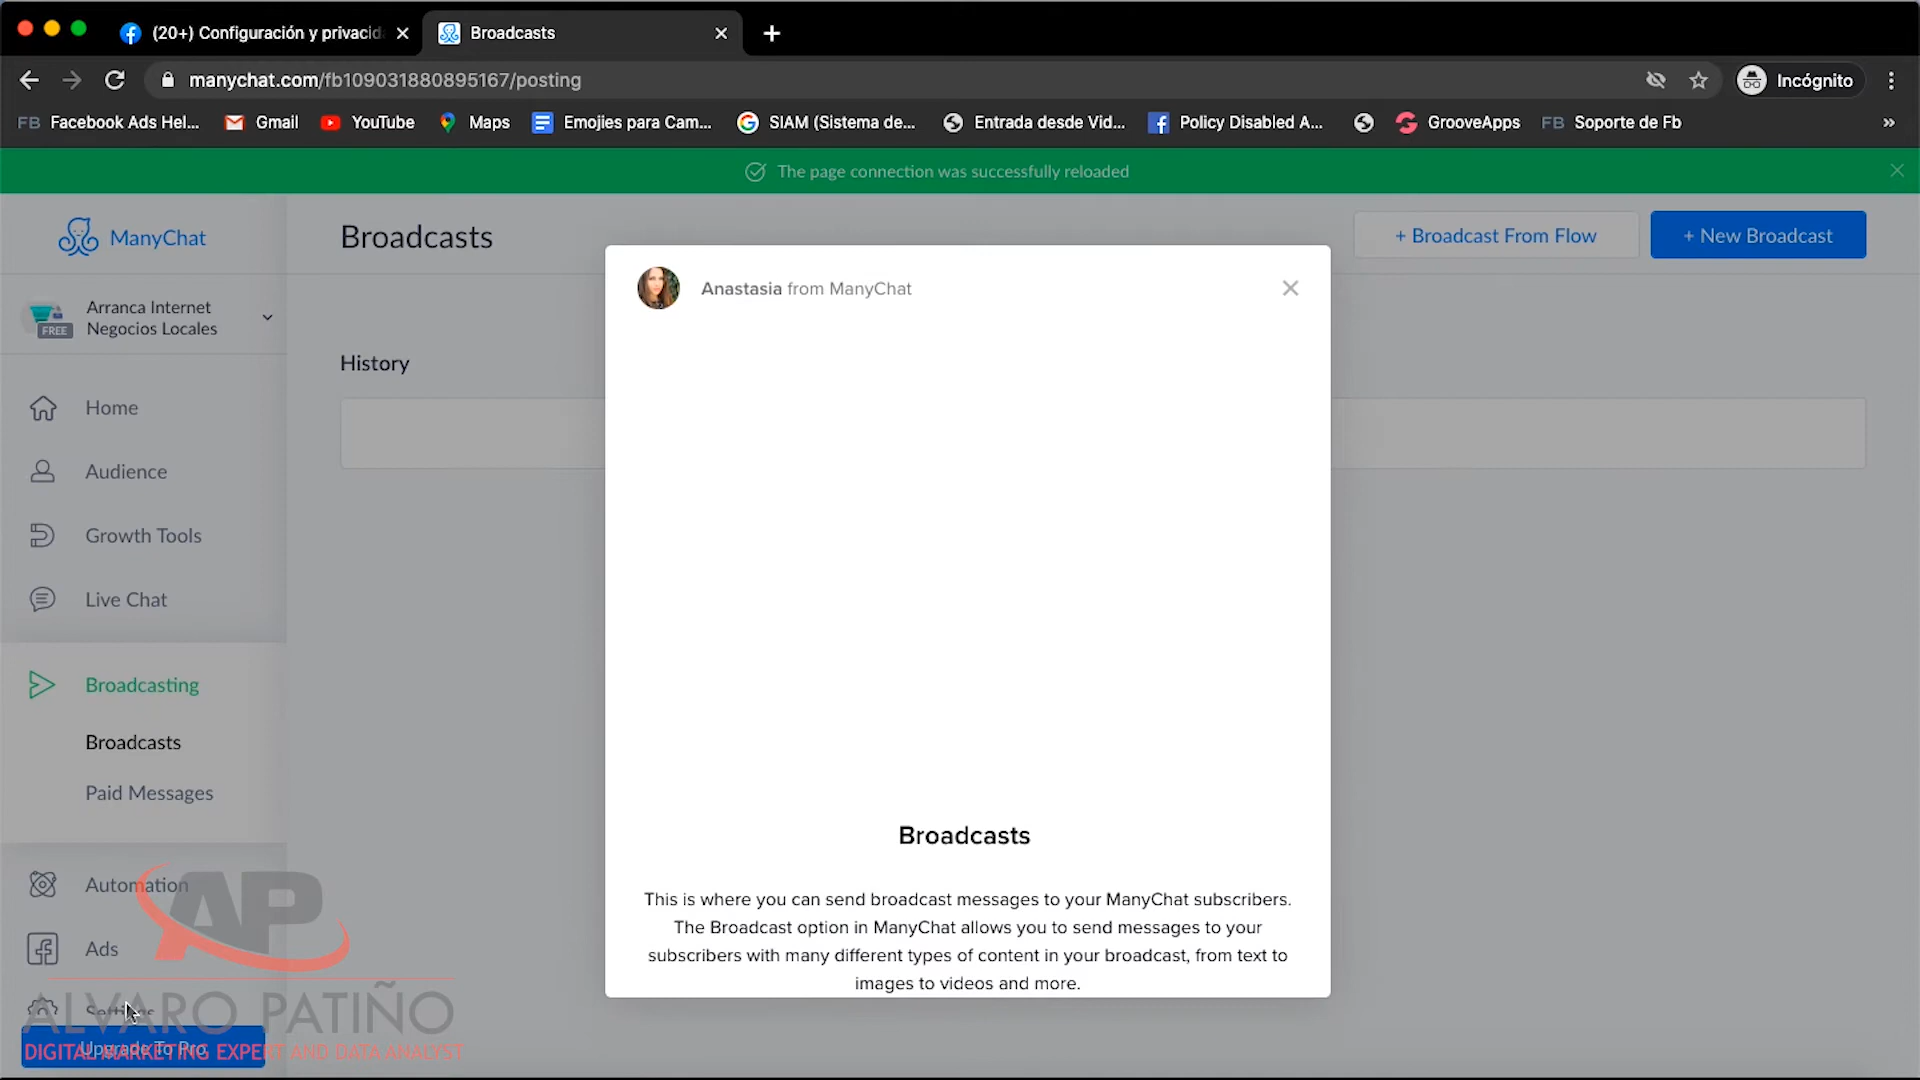 (20+) Configuración y privacid
Broadcasts
manychat.com/fb109031880895167/posting
Incógnito
FB Facebook Ads Hel...
Gmail
YouTube
Maps
Emojies para Cam...
SIAM (Sistema de...
Entrada desde Vid...
Policy Disabled A...
GrooveApps
FB Soporte de Fb
»
The page connection was successfully reloaded
ManyChat
Broadcasts
+ Broadcast From Flow
+ New Broadcast
Arranca Internet
Negocios Locales
FREE
Anastasia from ManyChat
History
Home
Audience
Growth Tools
Live Chat
Broadcasting
Broadcasts
Paid Messages
Automation
Ads
Settings
Upgrade To Pro
Broadcasts
This is where you can send broadcast messages to your ManyChat subscribers.
The Broadcast option in ManyChat allows you to send messages to your
subscribers with many different types of content in your broadcast, from text to
images to videos and more.
AP
ALVARO PATIÑO
DIGITAL MARKETING EXPERT AND DATA ANALYST